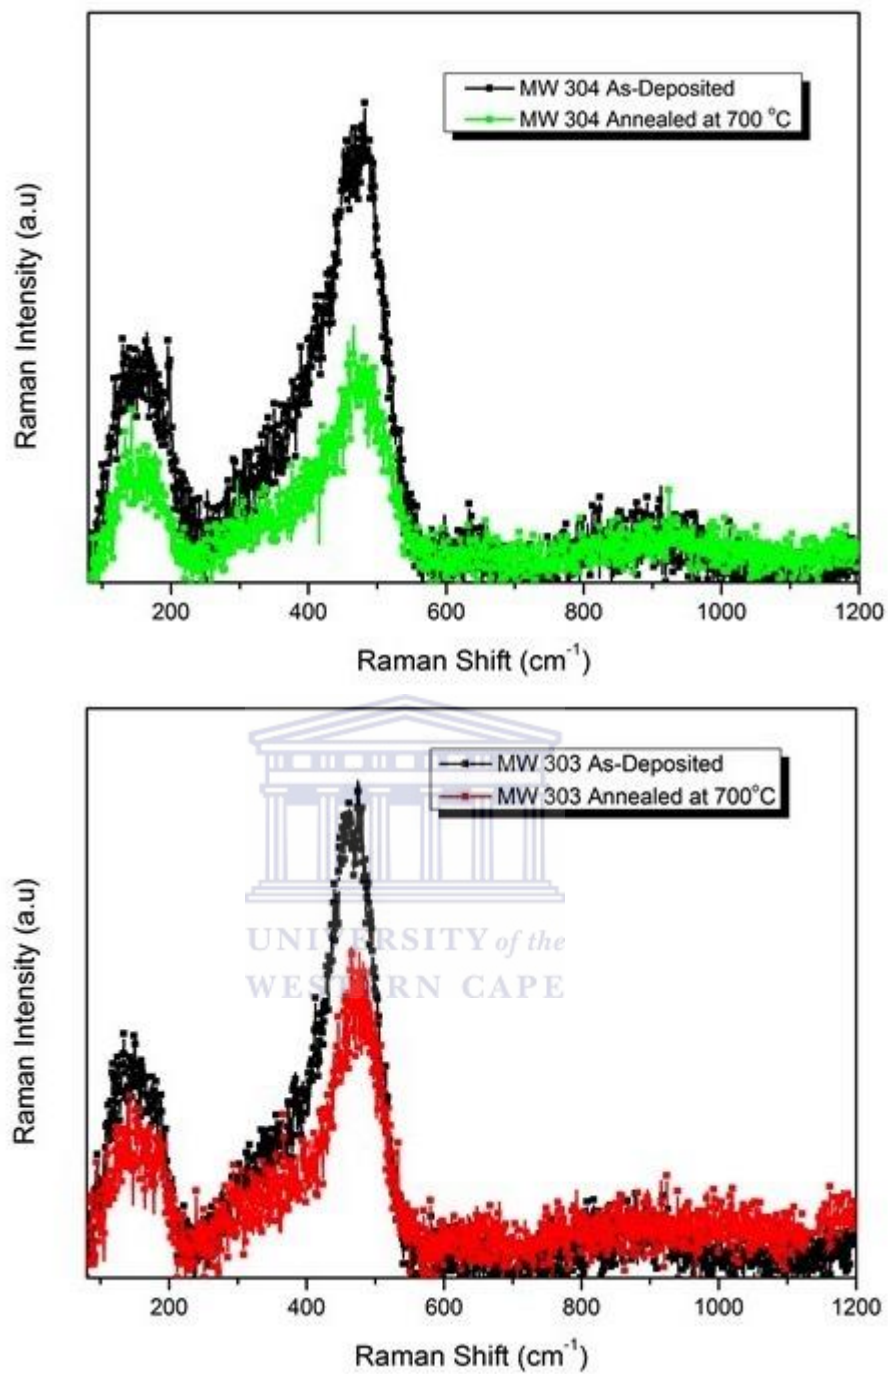 MW 304 As-Deposited
MW 304 Annealed at 700 °C
Raman Intensity (a.u)
200 400 600 800 1000 1200
Raman Shift (cm⁻¹)
MW 303 As-Deposited
MW 303 Annealed at 700°C
UNIVERSITY of the
WESTERN CAPE
Raman Intensity (a.u)
200 400 600 800 1000 1200
Raman Shift (cm⁻¹)